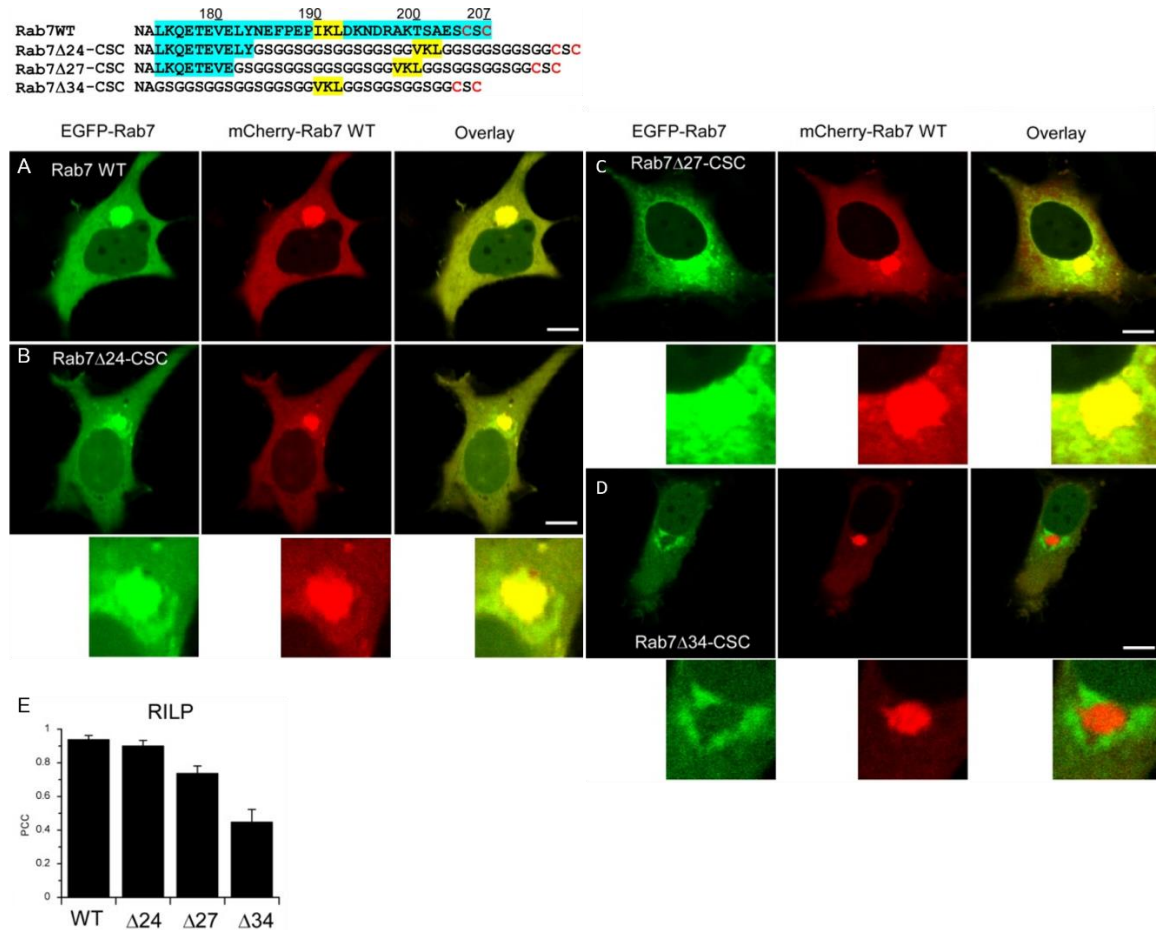 180 190 200 207
Rab7WT NALKQETEVELYNEFPEPIKLDKNDRAKTSAESCSC
Rab7Δ24-CSC NALKQETEVELYGSGGSGGSGGSGGSGGVKLGGSGGSGGSGGCSC
Rab7Δ27-CSC NALKQETEVEGSGGSGGSGGSGGSGGVKLGGSGGSGGSGGCSC
Rab7Δ34-CSC NAGSGGSGGSGGSGGSGGVKLGGSGGSGGSGGCSC
EGFP-Rab7 mCherry-Rab7 WT Overlay
A
Rab7 WT
B
Rab7Δ24-CSC
EGFP-Rab7 mCherry-Rab7 WT Overlay
C
Rab7Δ27-CSC
D
Rab7Δ34-CSC
E
RILP
1
0.8
0.6
0.4
0.2
0
PCC
WT Δ24 Δ27 Δ34